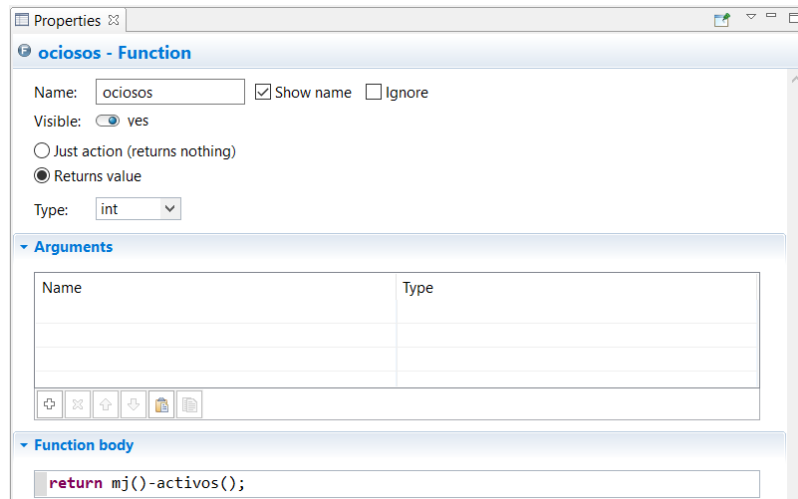 Properties
ociosos - Function
Name: ociosos Show name Ignore
Visible: yes
Just action (returns nothing)
Returns value
Type: int
Arguments
Name Type
Function body
return mj()-activos();